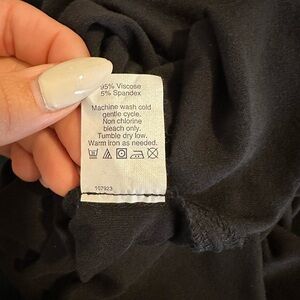 95% Viscose
5% Spandex
Machine wash cold
gentle cycle.
Non chlorine
bleach only.
Tumble dry low.
Warm Iron as needed.